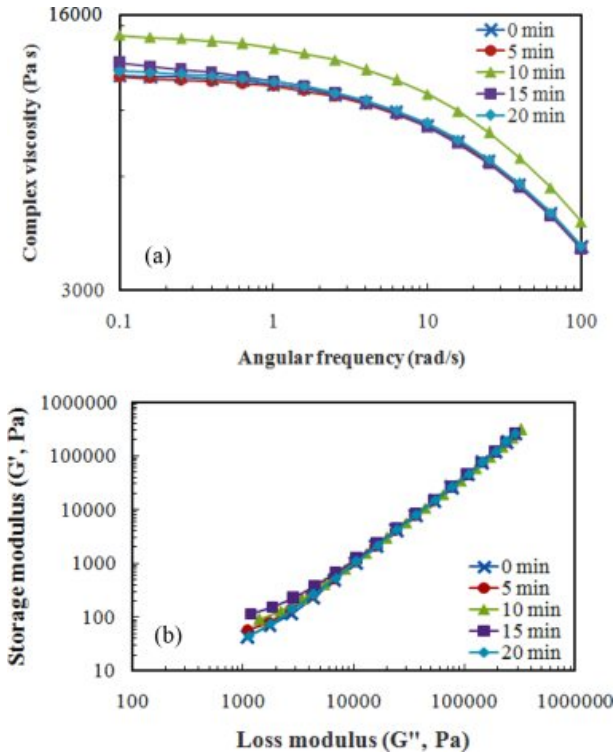 16000
Complex viscosity (Pa s)
0 min
5 min
10 min
15 min
20 min
(a)
3000
0.1
1
10
100
Angular frequency (rad/s)
1000000
100000
10000
1000
100
10
Storage modulus (G', Pa)
0 min
5 min
10 min
15 min
20 min
(b)
100
1000
10000
100000
1000000
Loss modulus (G", Pa)